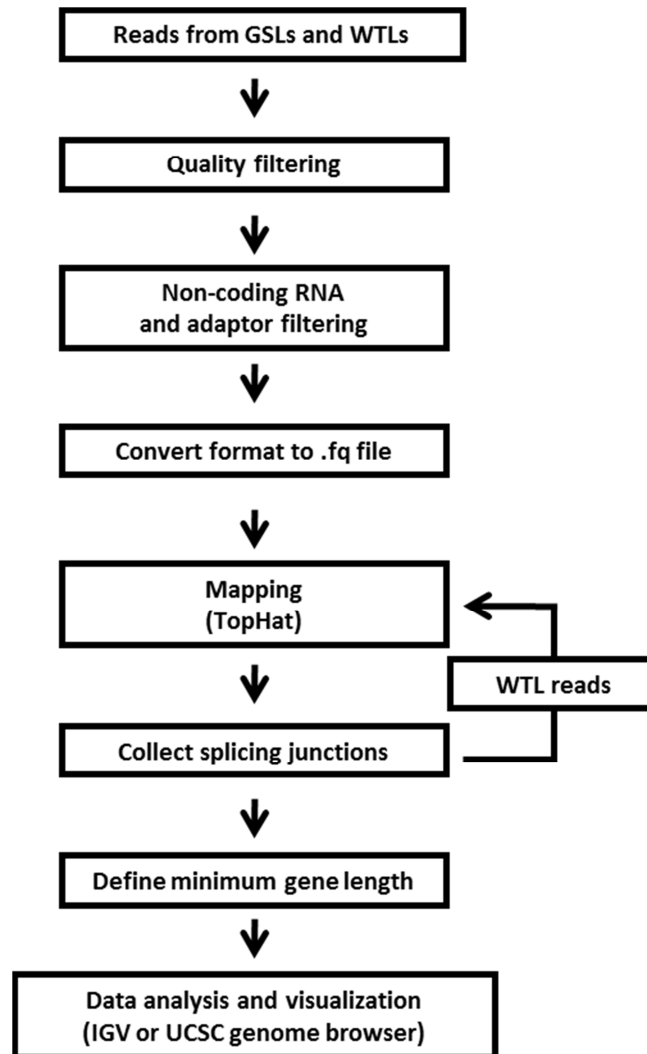 Reads from GSLs and WTLs
Quality filtering
Non-coding RNA
and adaptor filtering
Convert format to .fq file
Mapping
(TopHat)
WTL reads
Collect splicing junctions
Define minimum gene length
Data analysis and visualization
(IGV or UCSC genome browser)